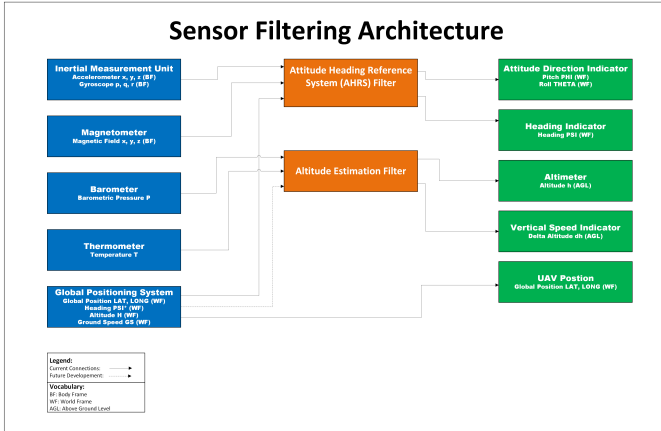 Sensor Filtering Architecture
Inertial Measurement Unit
Accelerometer x, y, z (BF)
Gyroscope p, q, r (BF)
Magnetometer
Magnetic Field x, y, z (BF)
Barometer
Barometric Pressure P
Thermometer
Temperature T
Global Positioning System
Global Position LAT, LONG (WF)
Heading PSI' (WF)
Altitude H (WF)
Ground Speed GS (WF)
Attitude Heading Reference
System (AHRS) Filter
Altitude Estimation Filter
Attitude Direction Indicator
Pitch PHI (WF)
Roll THETA (WF)
Heading Indicator
Heading PSI (WF)
Altimeter
Altitude h (AGL)
Vertical Speed Indicator
Delta Altitude dh (AGL)
UAV Postion
Global Position LAT, LONG (WF)
Legend:
Current Connections:
Future Developement:
Vocabulary:
BF: Body Frame
WF: World Frame
AGL: Above Ground Level